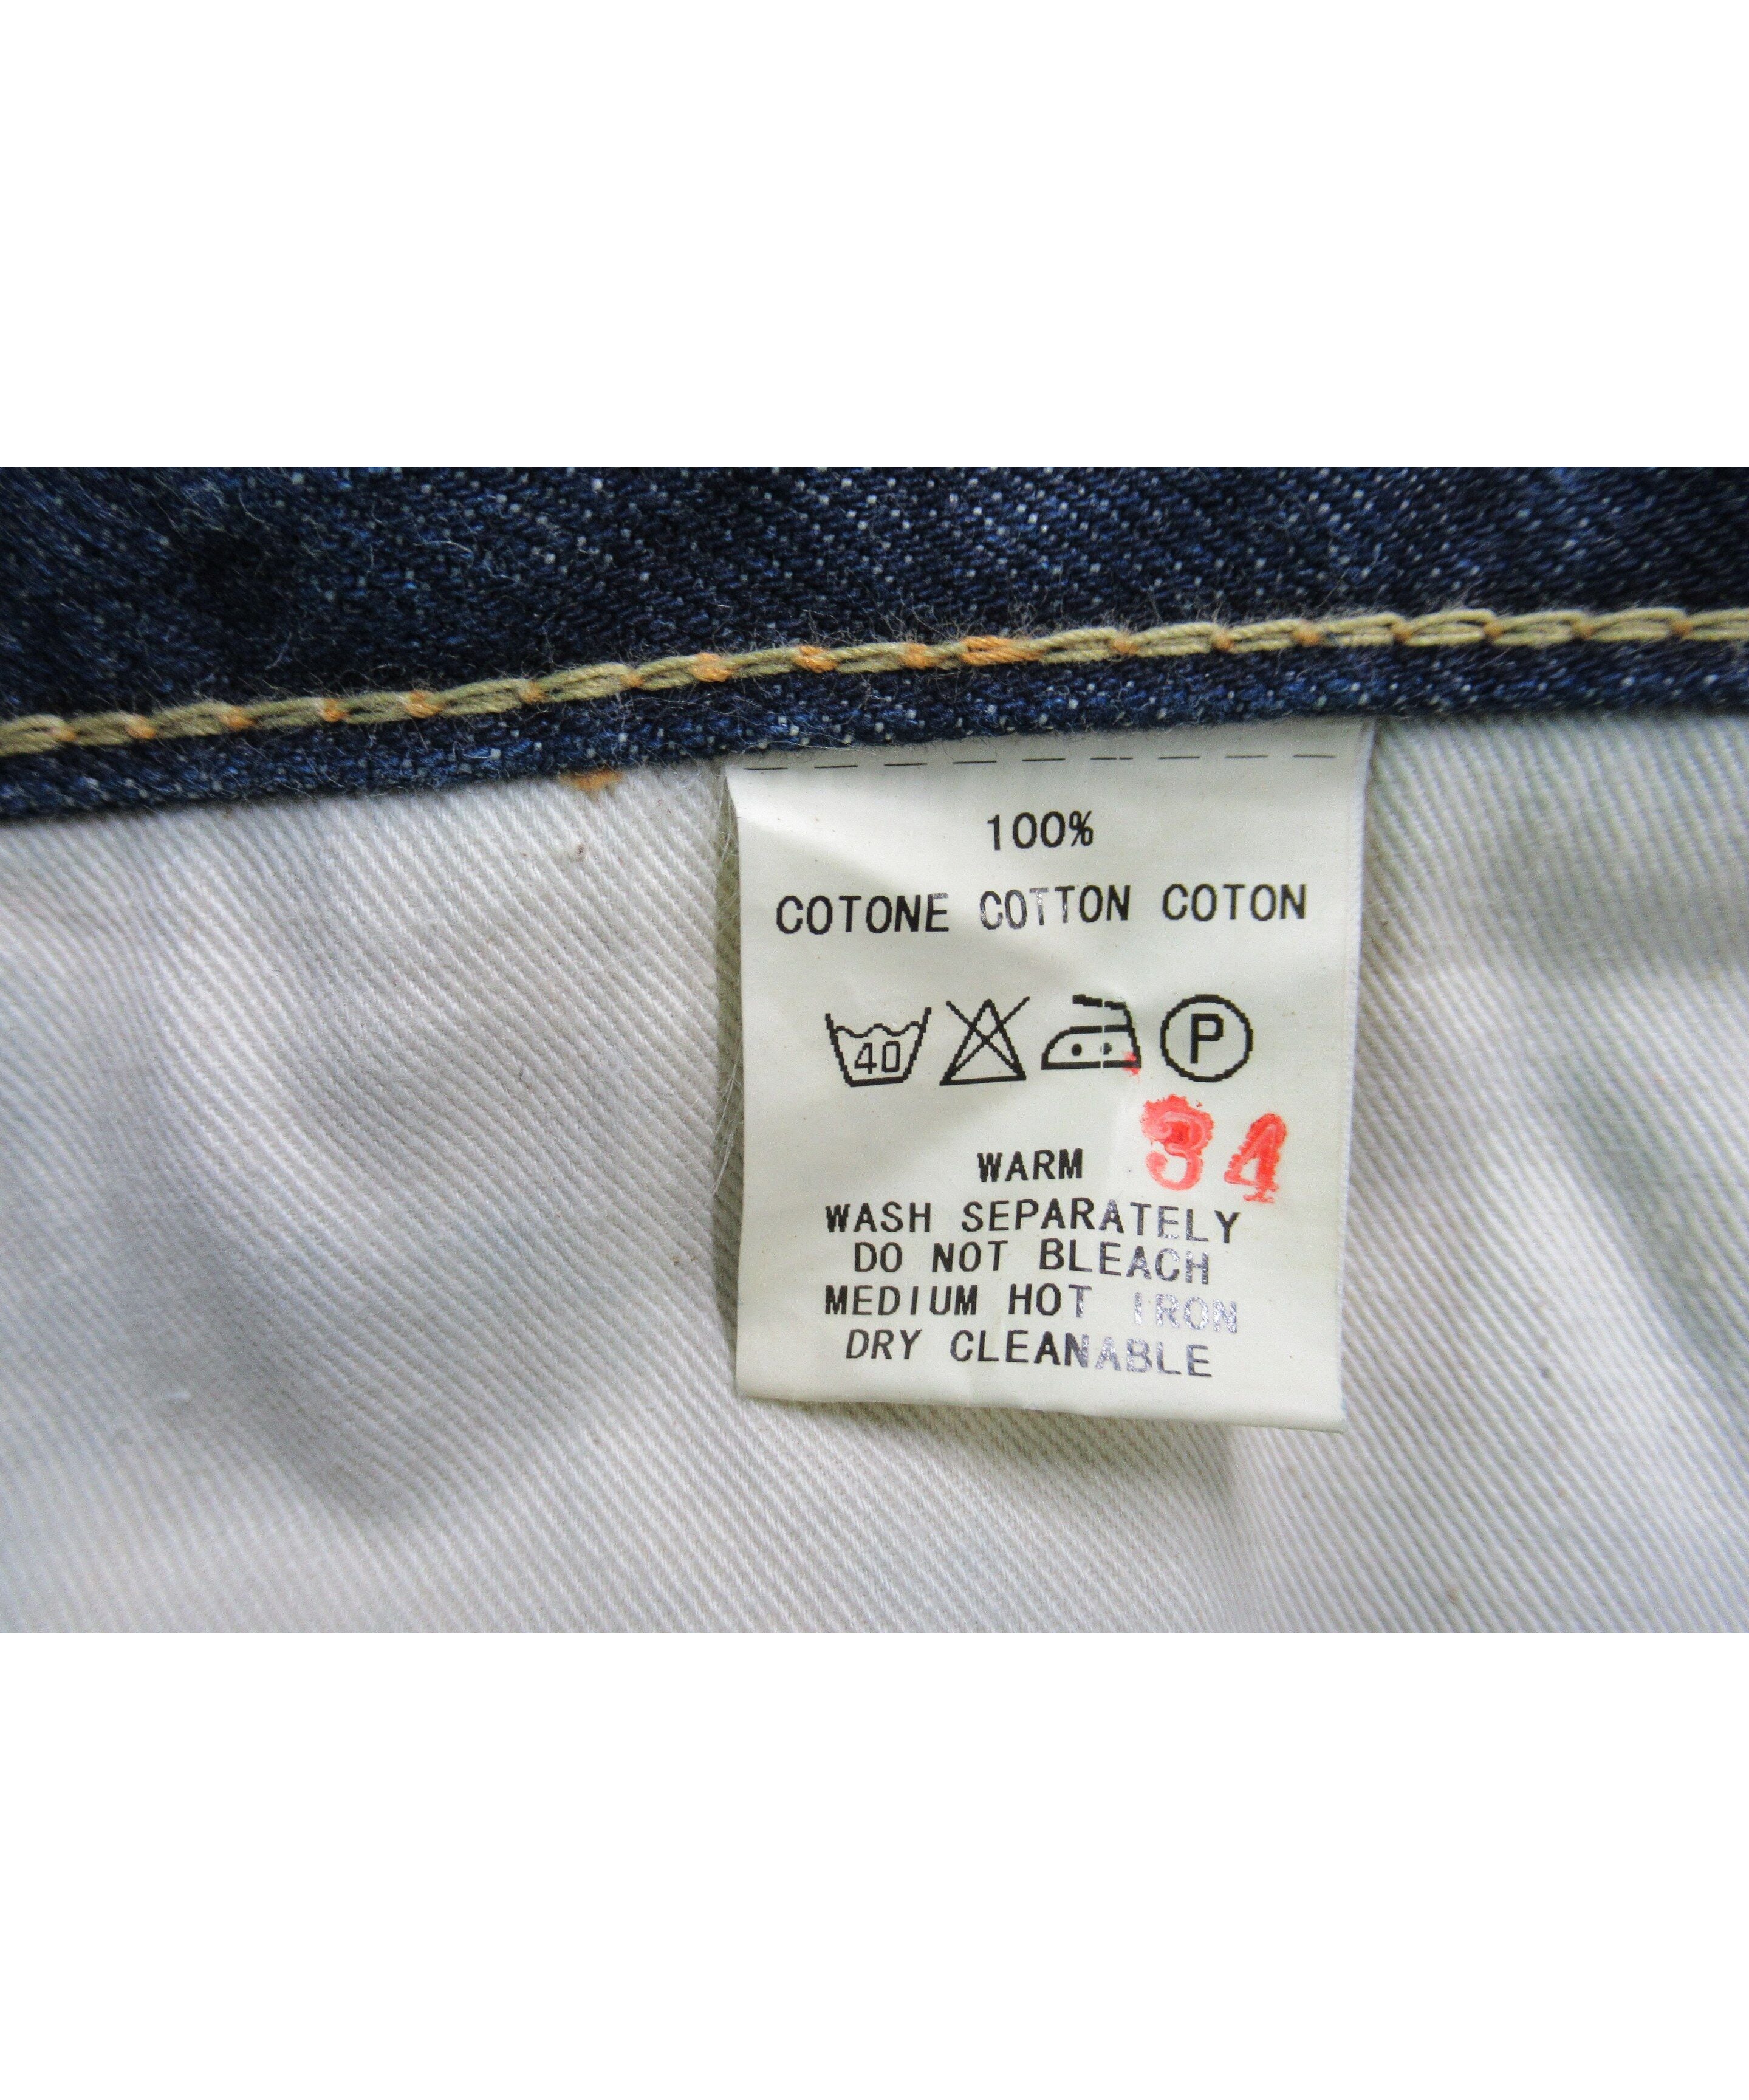 100%
COTONE COTTON COTON
40 P
34
WARM
WASH SEPARATELY
DO NOT BLEACH
MEDIUM HOT IRON
DRY CLEANABLE